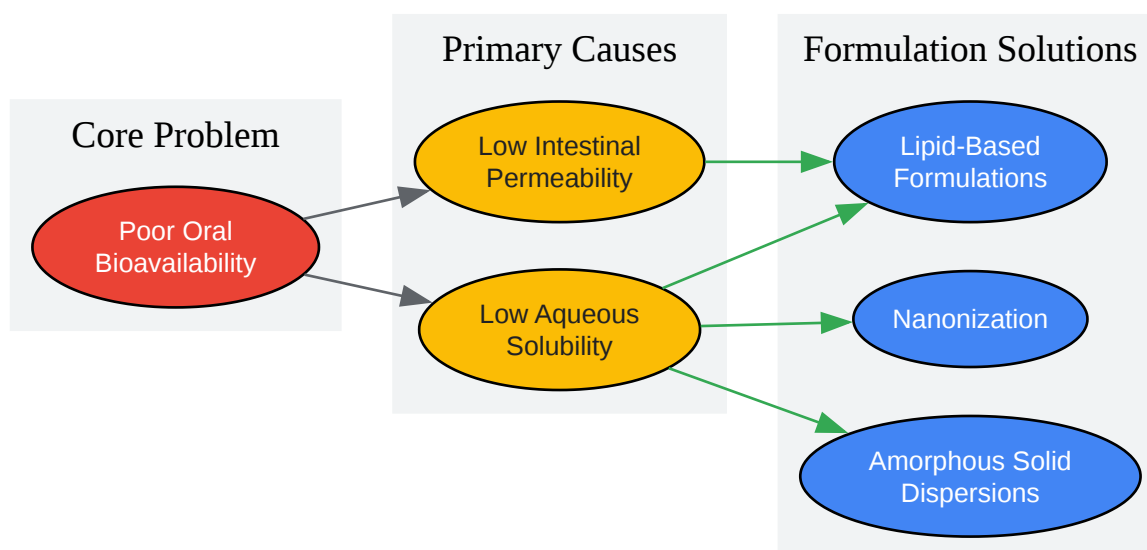 Core Problem
Poor Oral
Bioavailability
Primary Causes
Low Intestinal
Permeability
Low Aqueous
Solubility
Formulation Solutions
Lipid-Based
Formulations
Nanonization
Amorphous Solid
Dispersions